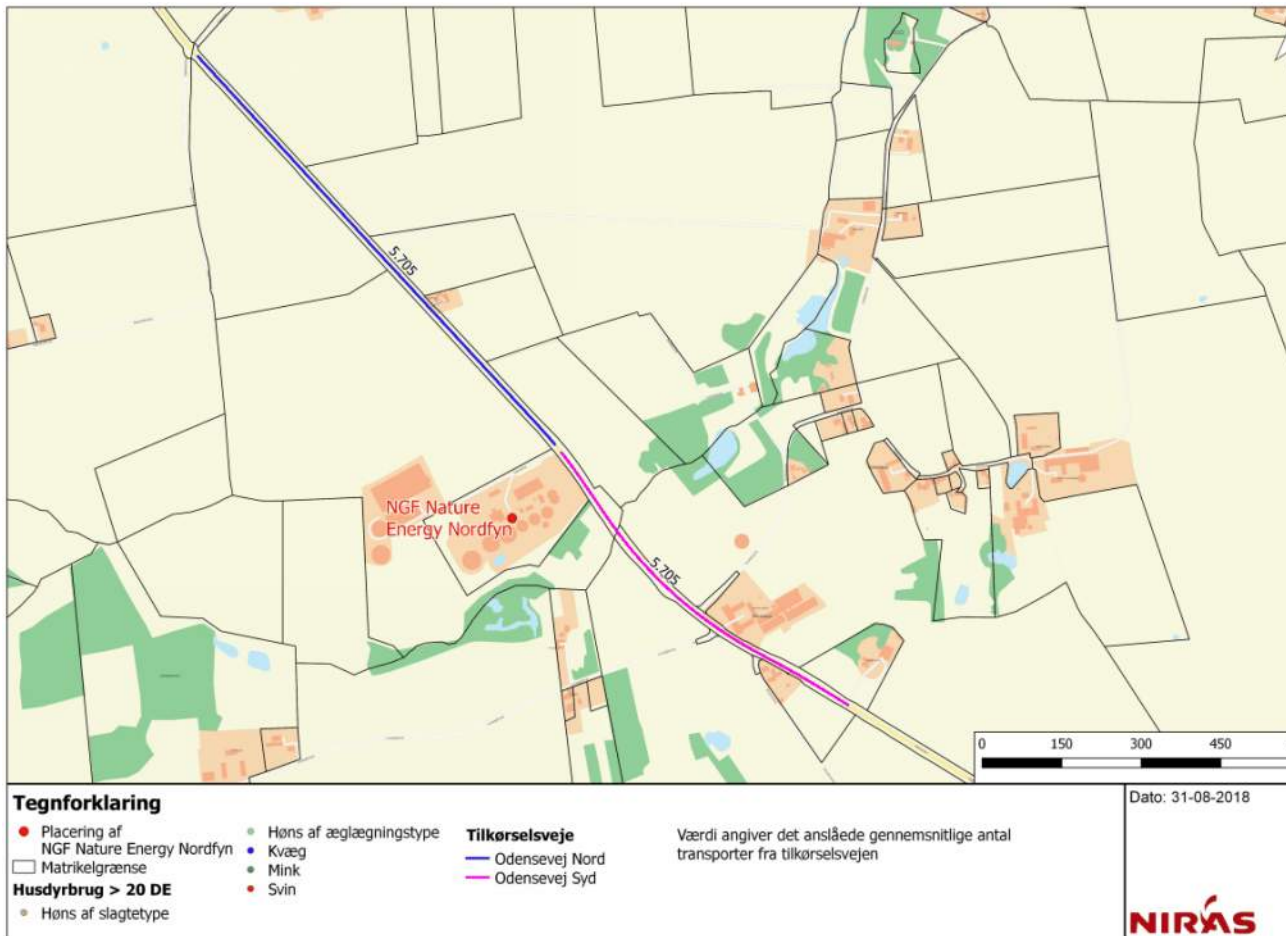 5.705
NGF Nature
Energy Nordfyn
5.705
0 150 300 450
Tegnforklaring
Placering af
NGF Nature Energy Nordfyn
Matrikelgrænse
Husdyrbrug > 20 DE
Høns af slagtetype
Høns af æglægningstype
Kvæg
Mink
Svin
Tilkørselsveje
Odensevej Nord
Odensevej Syd
Værdi angiver det anslåede gennemsnitlige antal
transporter fra tilkørselsvejen
Dato: 31-08-2018
NIRAS